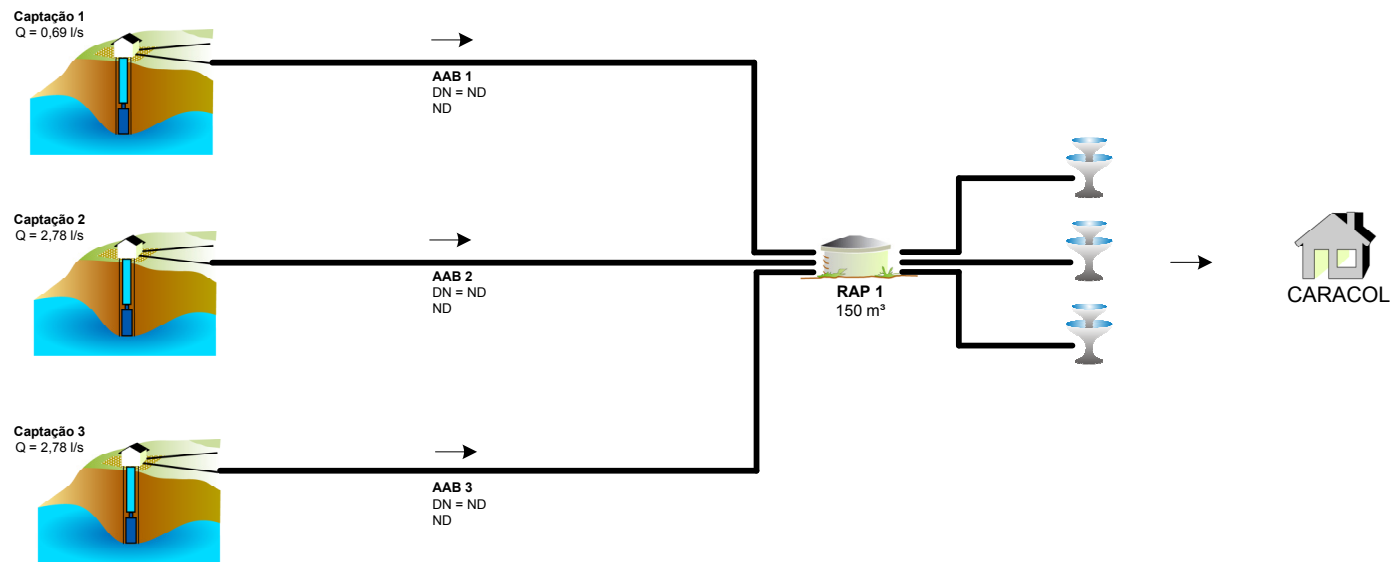 Captação 1
Q = 0,69 l/s
AAB 1
DN = ND
ND
Captação 2
Q = 2,78 l/s
AAB 2
DN = ND
ND
RAP 1
150 m³
CARACOL
Captação 3
Q = 2,78 l/s
AAB 3
DN = ND
ND